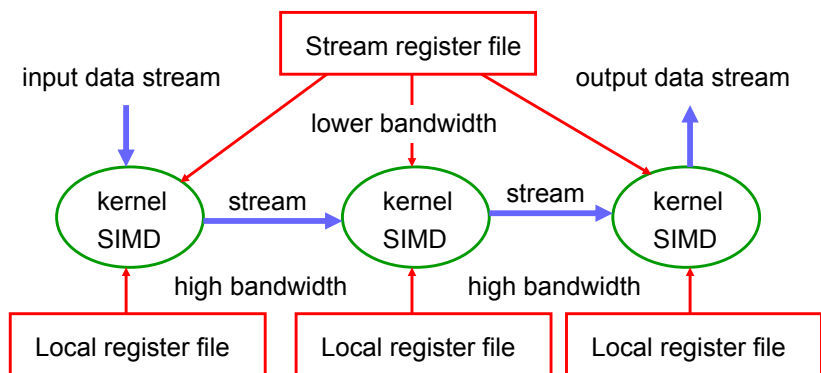 Stream register file
input data stream
output data stream
lower bandwidth
kernel
SIMD
stream
kernel
SIMD
stream
kernel
SIMD
high bandwidth
high bandwidth
Local register file
Local register file
Local register file